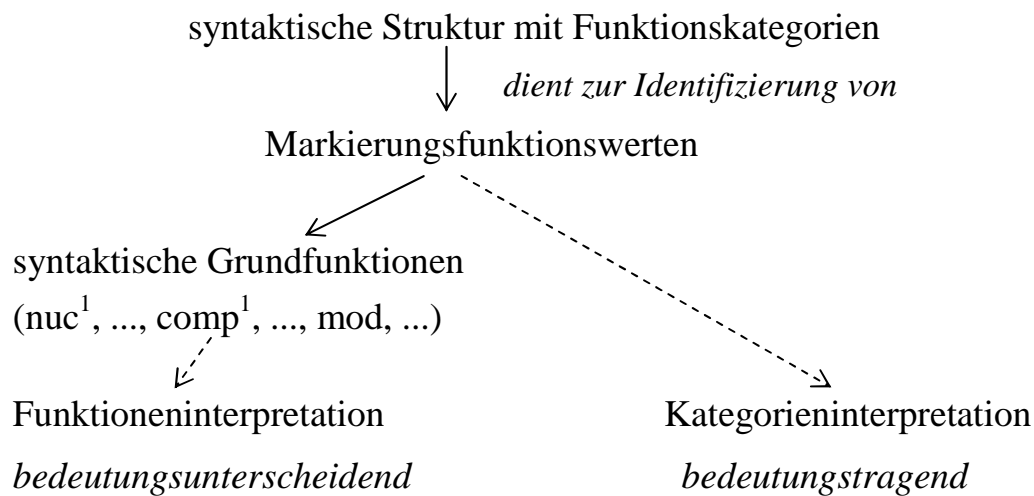 syntaktische Struktur mit Funktionskategorien
dient zur Identifizierung von
Markierungsfunktionswerten
syntaktische Grundfunktionen
(nuc¹, ..., comp¹, ..., mod, ...)
Funktioneninterpretation Kategorieninterpretation
bedeutungsunterscheidend bedeutungstragend